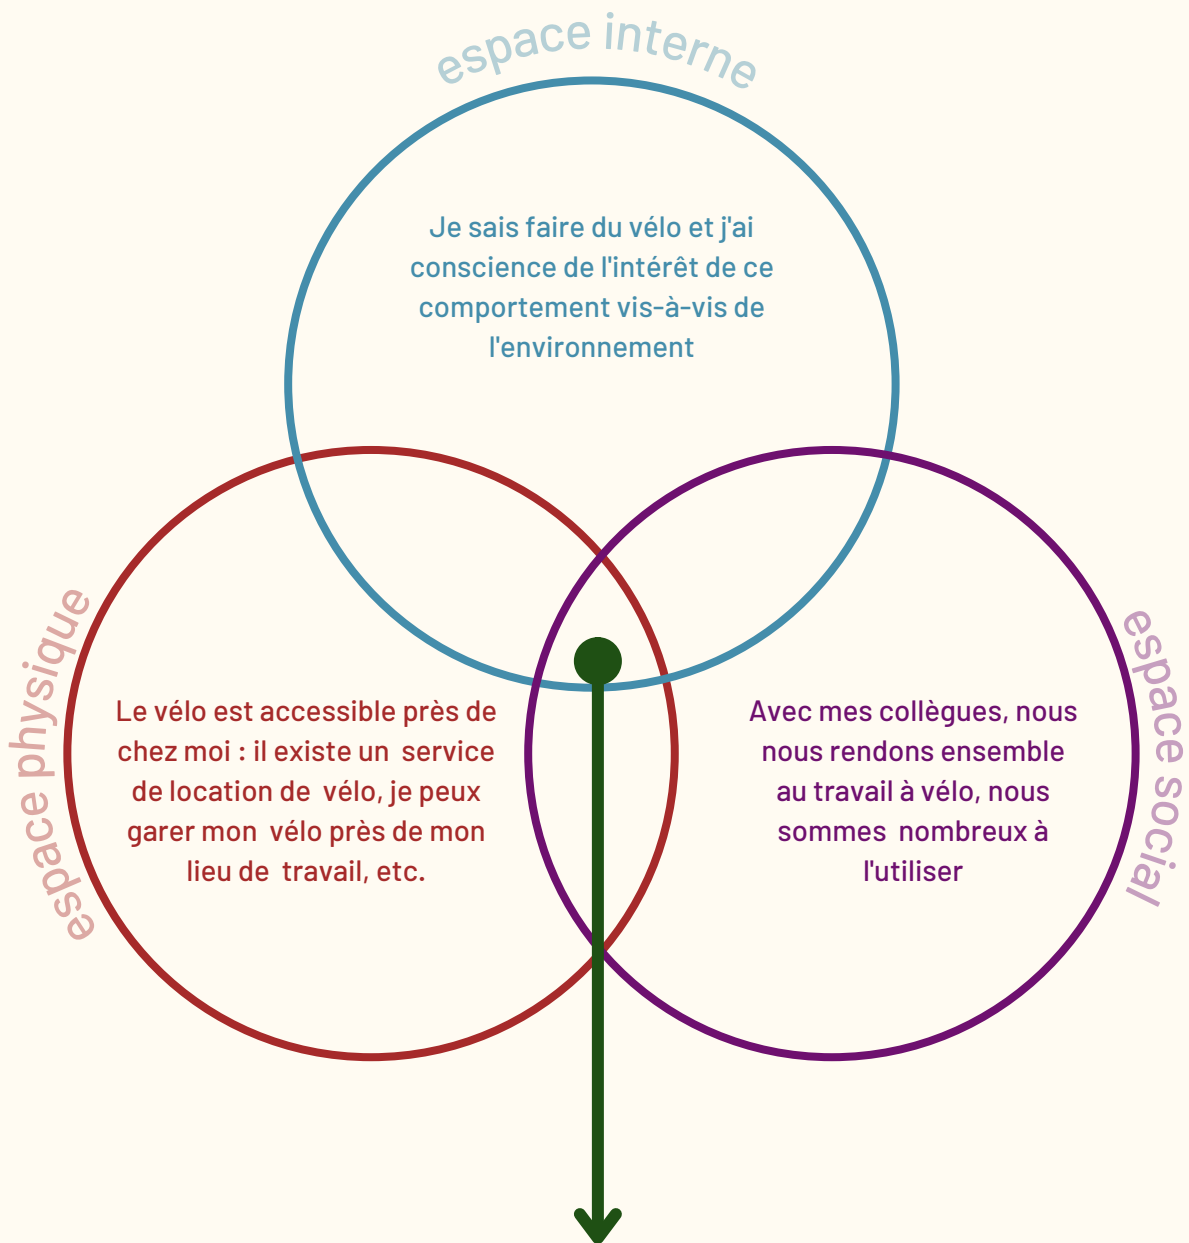 espace interne
Je sais faire du vélo et j'ai
conscience de l'intérêt de ce
comportement vis-à-vis de
l'environnement
espace physique
Le vélo est accessible près de
chez moi : il existe un service
de location de vélo, je peux
garer mon vélo près de mon
lieu de travail, etc.
Avec mes collègues, nous
nous rendons ensemble
au travail à vélo, nous
sommes nombreux à
l'utiliser
espace social